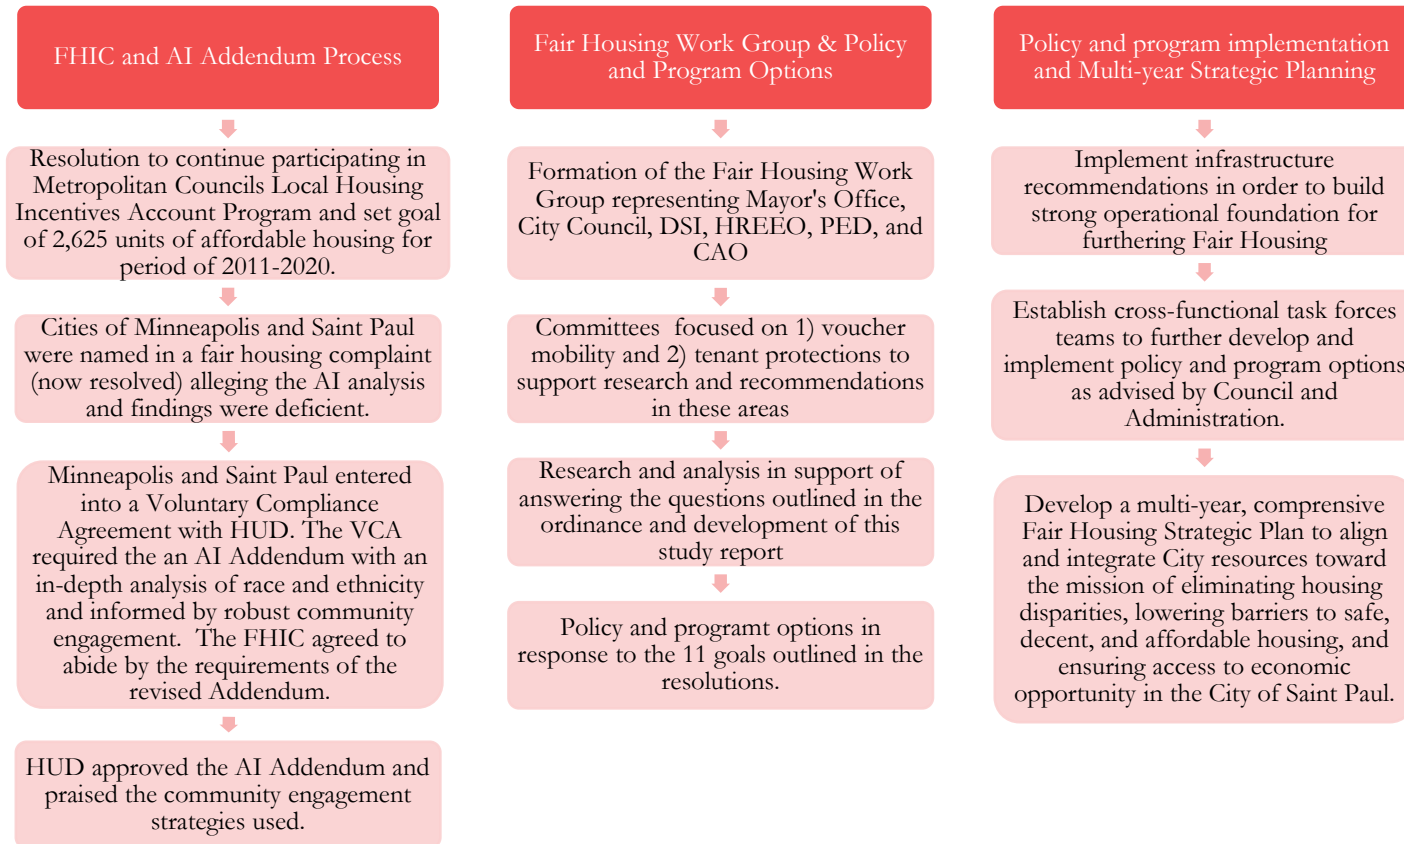 FHIC and AI Addendum Process
Resolution to continue participating in
Metropolitan Councils Local Housing
Incentives Account Program and set goal
of 2,625 units of affordable housing for
period of 2011-2020.
Cities of Minneapolis and Saint Paul
were named in a fair housing complaint
(now resolved) alleging the AI analysis
and findings were deficient.
Minneapolis and Saint Paul entered
into a Voluntary Compliance
Agreement with HUD. The VCA
required the an AI Addendum with an
in-depth analysis of race and ethnicity
and informed by robust community
engagement.  The FHIC agreed to
abide by the requirements of the
revised Addendum.
HUD approved the AI Addendum and
praised the community engagement
strategies used.
Fair Housing Work Group & Policy
and Program Options
Formation of the Fair Housing Work
Group representing Mayor's Office,
City Council, DSI, HREEO, PED, and
CAO
Committees  focused on 1) voucher
mobility and 2) tenant protections to
support research and recommendations
in these areas
Research and analysis in support of
answering the questions outlined in the
ordinance and development of this
study report
Policy and programt options in
response to the 11 goals outlined in the
resolutions.
Policy and program implementation
and Multi-year Strategic Planning
Implement infrastructure
recommendations in order to build
strong operational foundation for
furthering Fair Housing
Establish cross-functional task forces
teams to further develop and
implement policy and program options
as advised by Council and
Administration.
Develop a multi-year, comprensive
Fair Housing Strategic Plan to align
and integrate City resources toward
the mission of eliminating housing
disparities, lowering barriers to safe,
decent, and affordable housing, and
ensuring access to economic
opportunity in the City of Saint Paul.